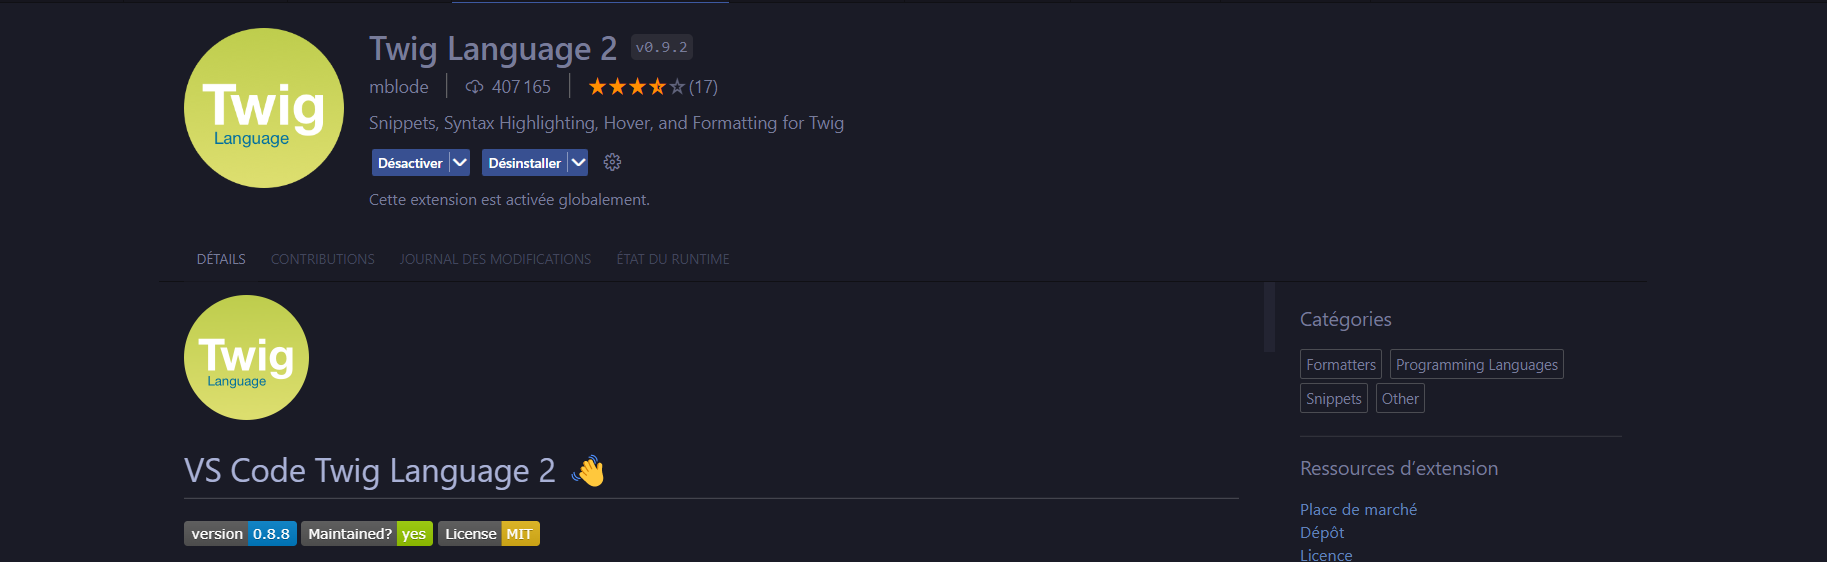 Twig
Language
Twig Language 2 v0.9.2
mblode 407 165 (17)
Snippets, Syntax Highlighting, Hover, and Formatting for Twig
Désactiver Désinstaller
Cette extension est activée globalement.
DÉTAILS CONTRIBUTIONS JOURNAL DES MODIFICATIONS ÉTAT DU RUNTIME
Twig
Language
VS Code Twig Language 2 👋
version 0.8.8 Maintained? yes License MIT
Catégories
Formatters Programming Languages
Snippets Other
Ressources d'extension
Place de marché
Dépôt
Licence